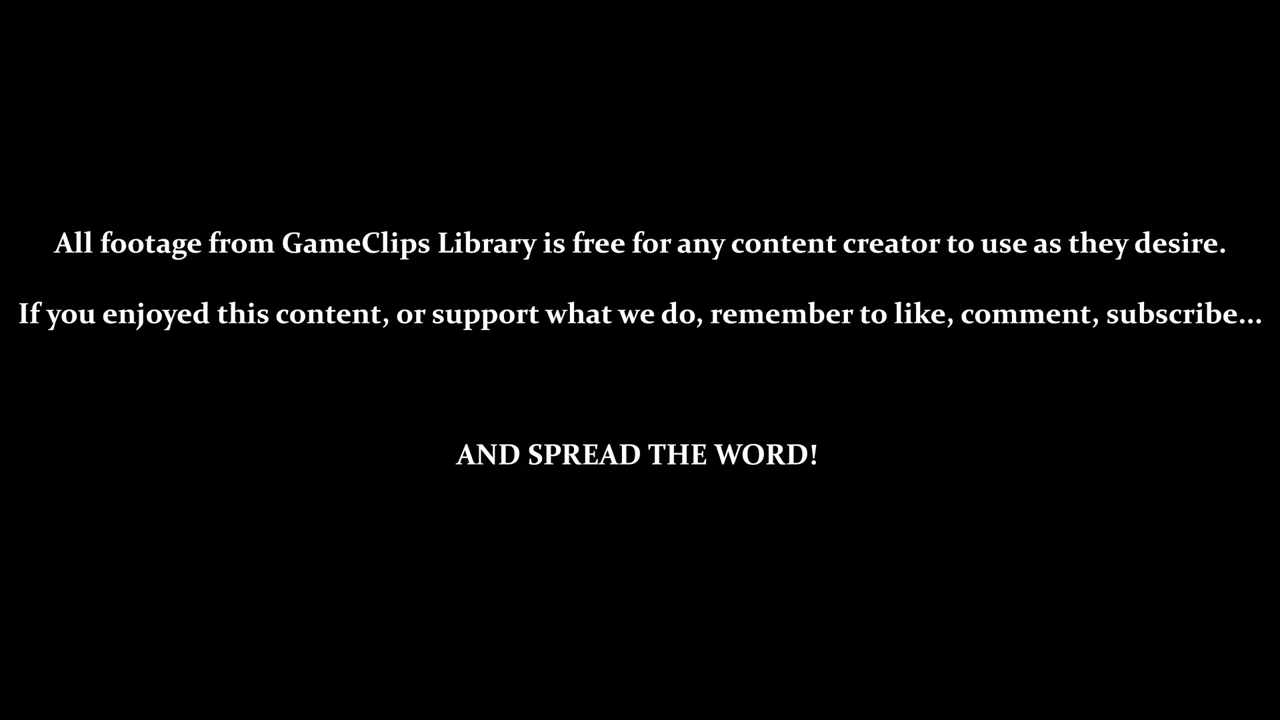 All footage from GameClips Library is free for any content creator to use as they desire.
If you enjoyed this content, or support what we do, remember to like, comment, subscribe...
AND SPREAD THE WORD!